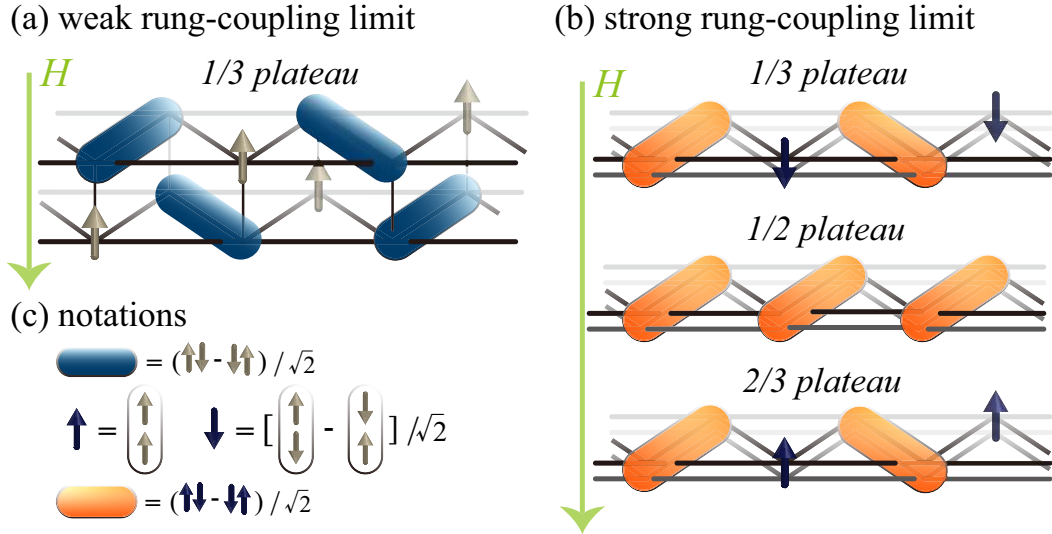 (a) weak rung-coupling limit
H
1/3 plateau
(c) notations
= (↑↓ - ↓↑) / √2
↑ = ↑↑ ↓ = [ ↑↓ - ↓↑ ] / √2
= (↑↓ - ↓↑) / √2
(b) strong rung-coupling limit
H
1/3 plateau
1/2 plateau
2/3 plateau